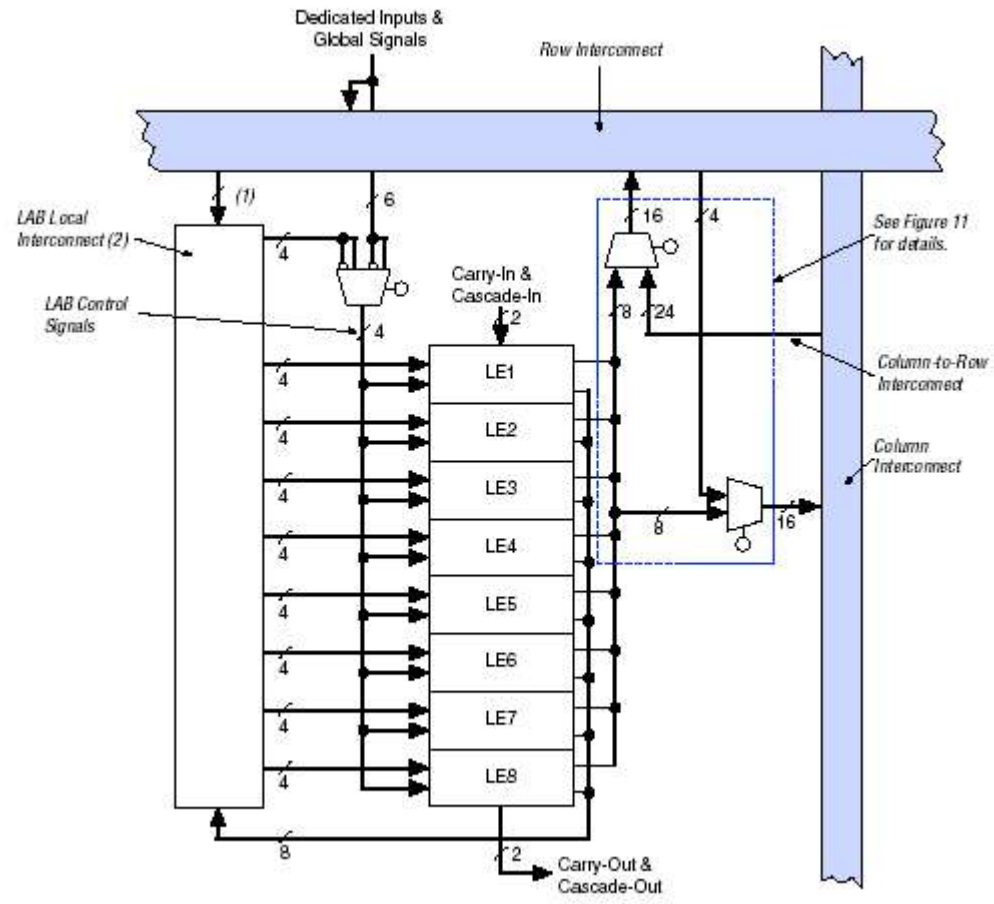 Dedicated Inputs &
Global Signals
Row Interconnect
(1)
6
16
4
LAB Local
Interconnect (2)
See Figure 11
for details.
4
Carry-In &
Cascade-In
LAB Control
Signals
2
8
24
4
Column-to-Row
Interconnect
LE1
4
LE2
4
Column
Interconnect
LE3
4
8
16
LE4
4
LE5
4
LE6
4
LE7
4
LE8
4
8
2
Carry-Out &
Cascade-Out